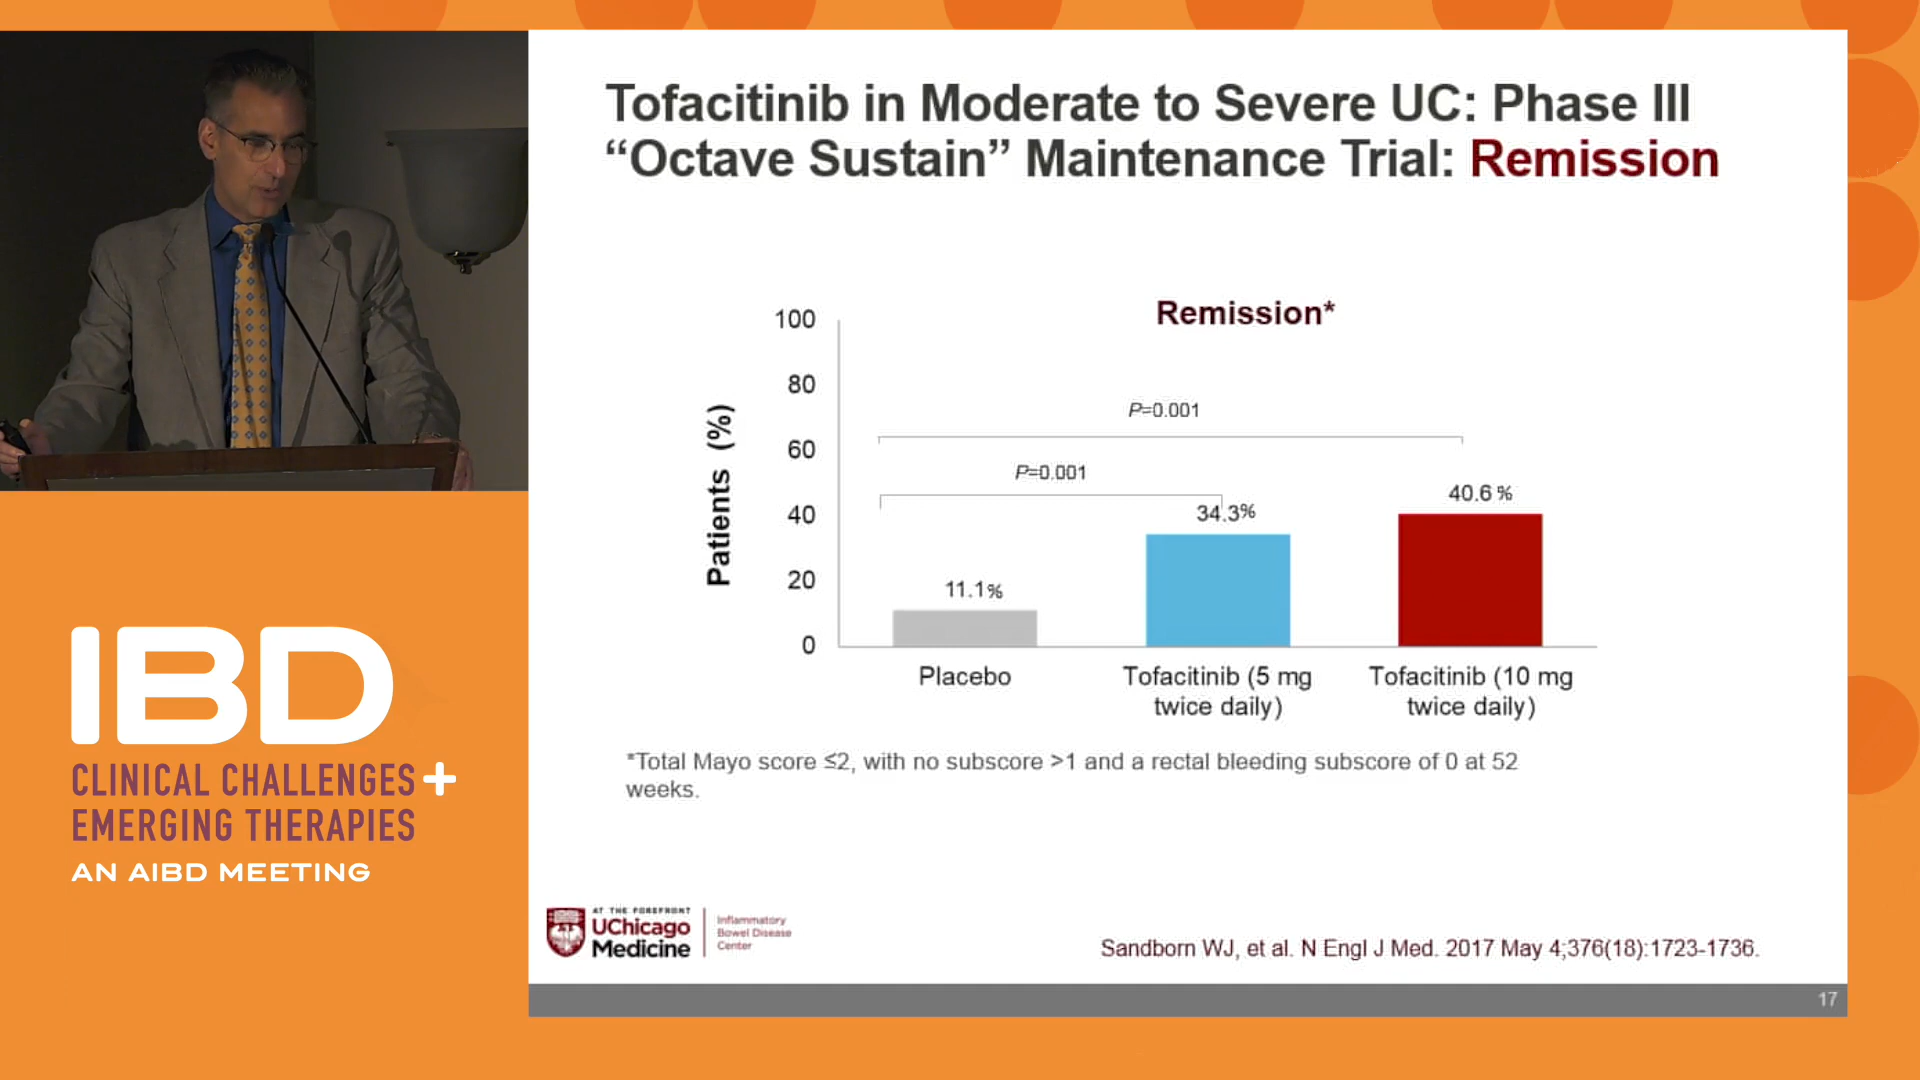 Tofacitinib in Moderate to Severe UC: Phase III
“Octave Sustain” Maintenance Trial: Remission
Remission*
Patients (%)
100
80
60
40
20
0
P=0.001
P=0.001
11.1%
34.3%
40.6 %
Placebo
Tofacitinib (5 mg
twice daily)
Tofacitinib (10 mg
twice daily)
*Total Mayo score ≤2, with no subscore >1 and a rectal bleeding subscore of 0 at 52
weeks.
AT THE FOREFRONT
UChicago
Medicine
Inflammatory
Bowel Disease
Center
Sandborn WJ, et al. N Engl J Med. 2017 May 4;376(18):1723-1736.
17
IBD
CLINICAL CHALLENGES +
EMERGING THERAPIES
AN AIBD MEETING